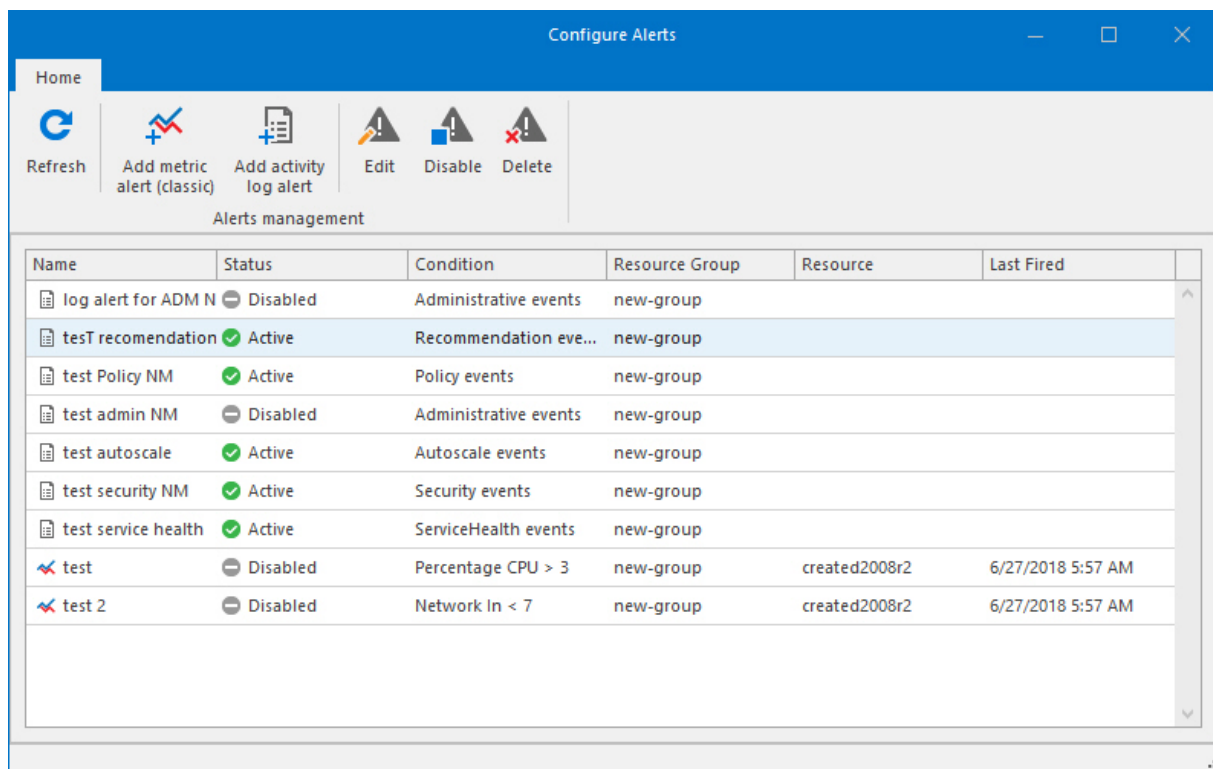 Configure Alerts
Home
Refresh
Add metric alert (classic)
Add activity log alert
Edit
Disable
Delete
Alerts management
Name Status Condition Resource Group Resource Last Fired
log alert for ADM N Disabled Administrative events new-group
tesT recomendation Active Recommendation eve... new-group
test Policy NM Active Policy events new-group
test admin NM Disabled Administrative events new-group
test autoscale Active Autoscale events new-group
test security NM Active Security events new-group
test service health Active ServiceHealth events new-group
test Disabled Percentage CPU > 3 new-group created2008r2 6/27/2018 5:57 AM
test 2 Disabled Network In < 7 new-group created2008r2 6/27/2018 5:57 AM